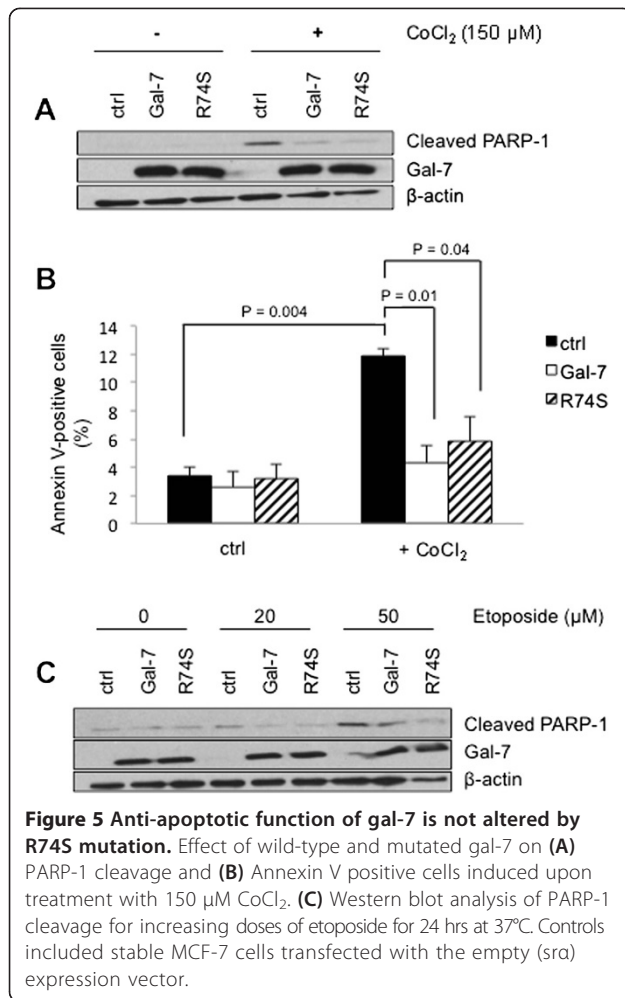 - + CoCl₂ (150 µM)
ctrl Gal-7 R74S ctrl Gal-7 R74S
A
Cleaved PARP-1
Gal-7
β-actin
B
P = 0.04
P = 0.01
P = 0.004
14
12
10
8
6
4
2
0
Annexin V-positive cells
(%)
ctrl
Gal-7
R74S
ctrl + CoCl₂
0 20 50 Etoposide (µM)
ctrl Gal-7 R74S ctrl Gal-7 R74S ctrl Gal-7 R74S
C
Cleaved PARP-1
Gal-7
β-actin
Figure 5 Anti-apoptotic function of gal-7 is not altered by
R74S mutation. Effect of wild-type and mutated gal-7 on (A)
PARP-1 cleavage and (B) Annexin V positive cells induced upon
treatment with 150 μM CoCl₂. (C) Western blot analysis of PARP-1
cleavage for increasing doses of etoposide for 24 hrs at 37°C. Controls
included stable MCF-7 cells transfected with the empty (srα)
expression vector.